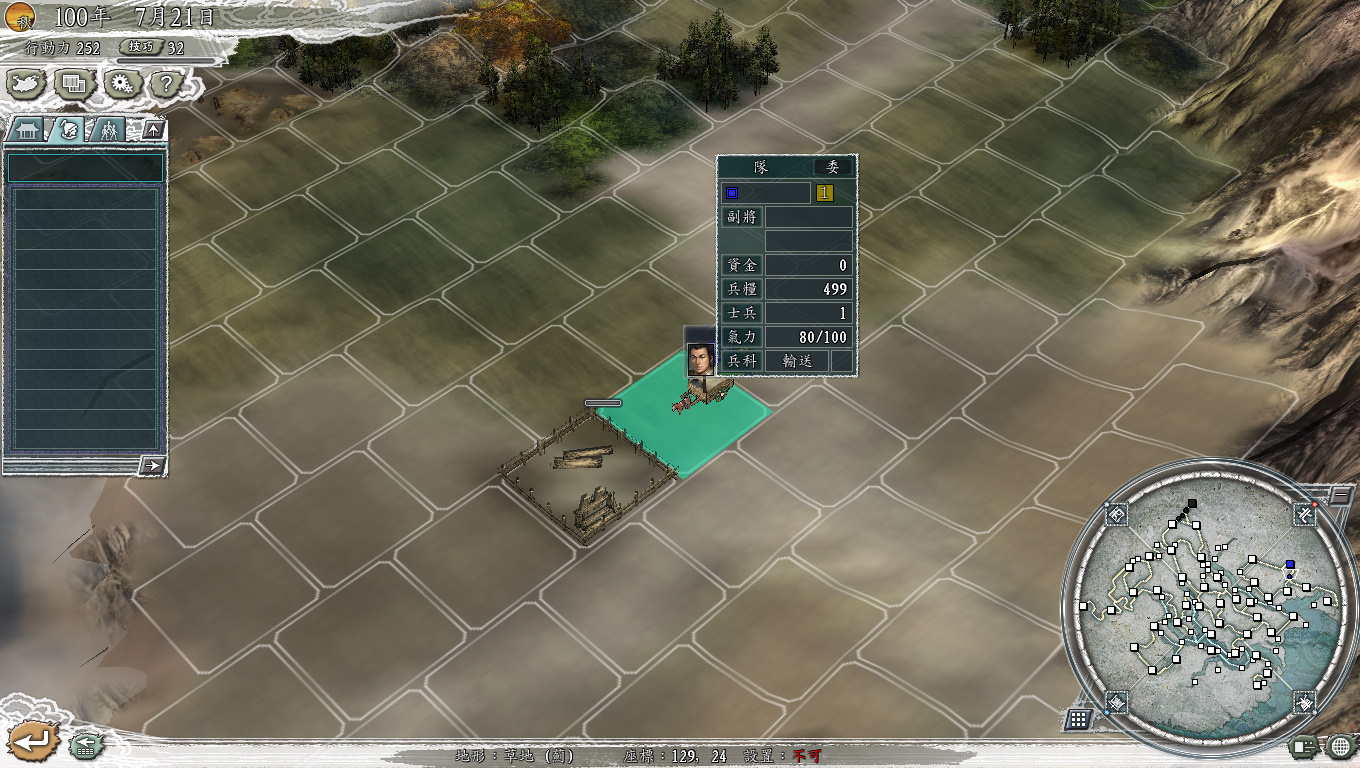 100年 7月21日
行動力 252 技巧 32
?
隊 委
1
副將
資金 0
兵糧 499
士兵 1
氣力 80/100
兵科 輸送
地形：草地 (薊) 座標：129, 24 設置：不可